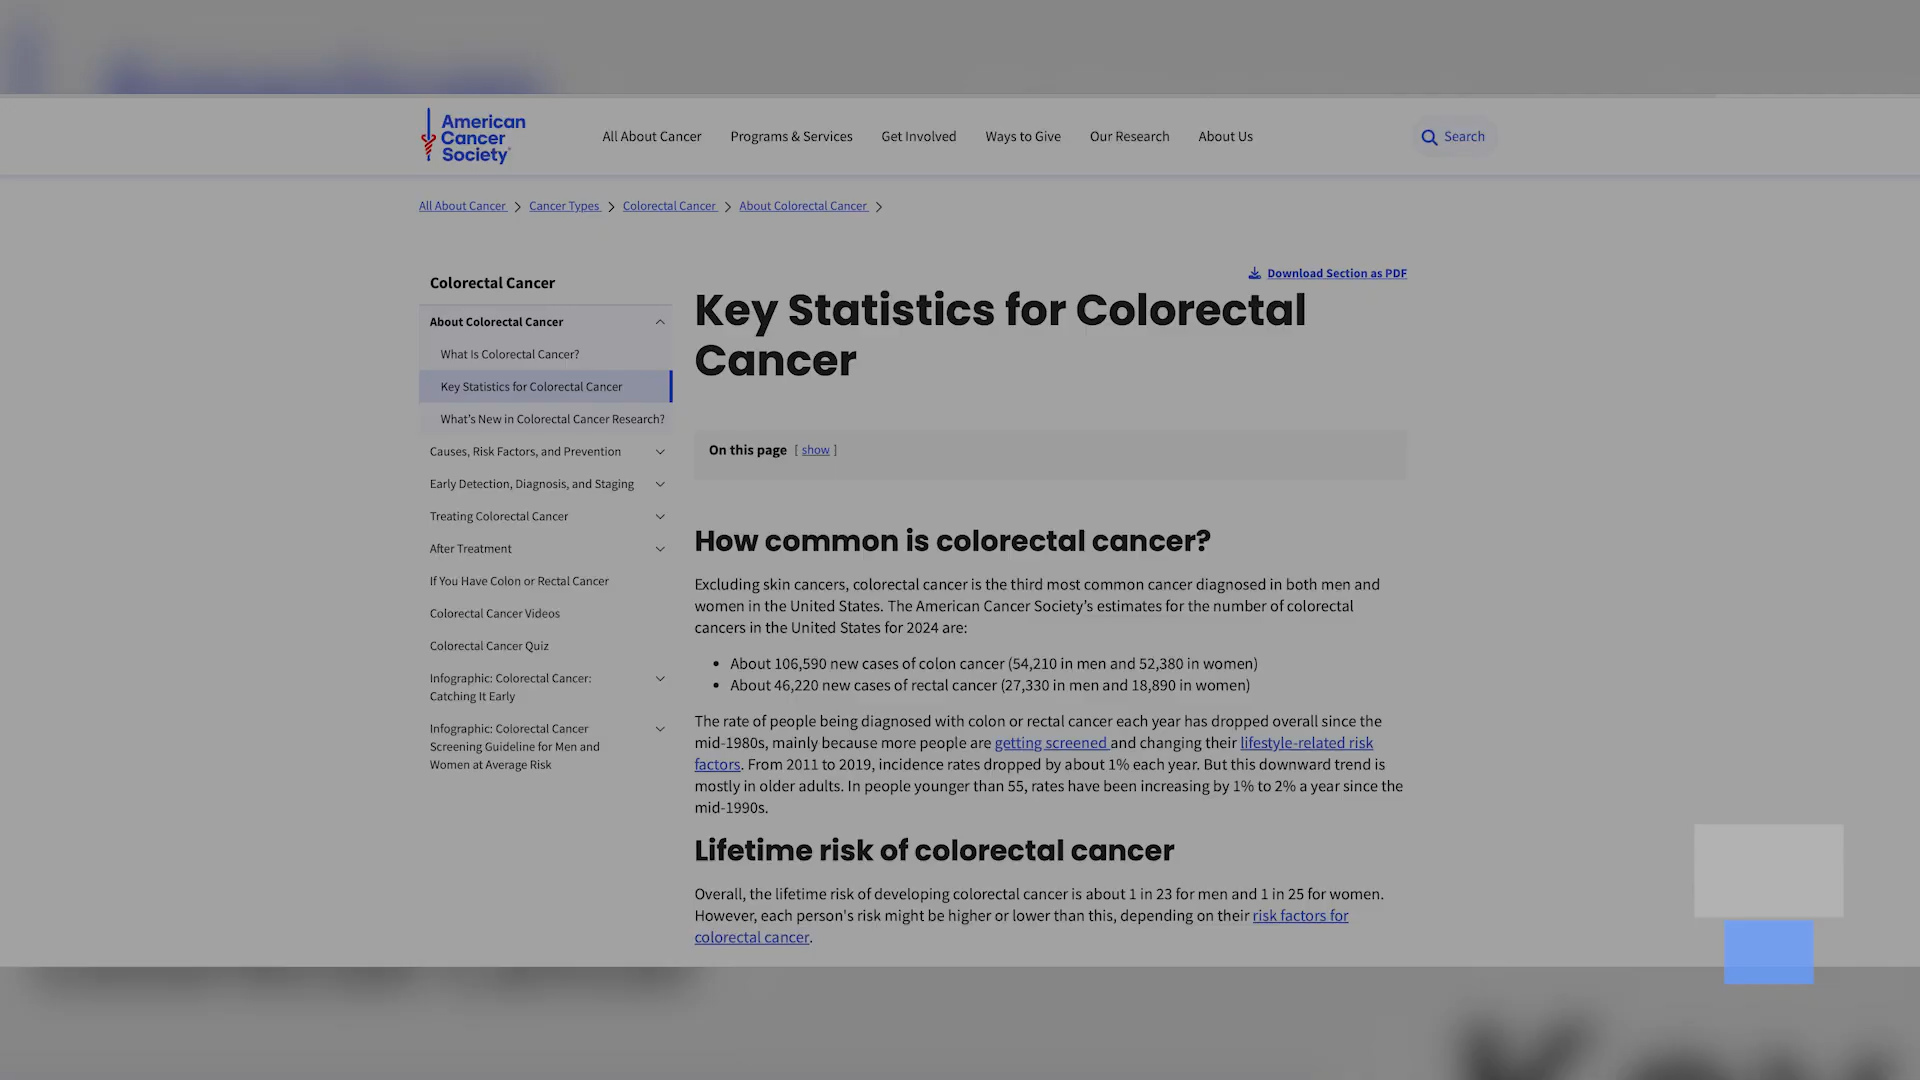 American
Cancer
Society
All About Cancer
Programs & Services
Get Involved
Ways to Give
Our Research
About Us
Search
All About Cancer
Cancer Types
Colorectal Cancer
About Colorectal Cancer
Download Section as PDF
Colorectal Cancer
About Colorectal Cancer
What Is Colorectal Cancer?
Key Statistics for Colorectal Cancer
What's New in Colorectal Cancer Research?
Causes, Risk Factors, and Prevention
Early Detection, Diagnosis, and Staging
Treating Colorectal Cancer
After Treatment
If You Have Colon or Rectal Cancer
Colorectal Cancer Videos
Colorectal Cancer Quiz
Infographic: Colorectal Cancer:
Catching It Early
Infographic: Colorectal Cancer
Screening Guideline for Men and
Women at Average Risk
Key Statistics for Colorectal
Cancer
On this page [ show ]
How common is colorectal cancer?
Excluding skin cancers, colorectal cancer is the third most common cancer diagnosed in both men and
women in the United States. The American Cancer Society's estimates for the number of colorectal
cancers in the United States for 2024 are:
• About 106,590 new cases of colon cancer (54,210 in men and 52,380 in women)
• About 46,220 new cases of rectal cancer (27,330 in men and 18,890 in women)
The rate of people being diagnosed with colon or rectal cancer each year has dropped overall since the
mid-1980s, mainly because more people are getting screened and changing their lifestyle-related risk
factors. From 2011 to 2019, incidence rates dropped by about 1% each year. But this downward trend is
mostly in older adults. In people younger than 55, rates have been increasing by 1% to 2% a year since the
mid-1990s.
Lifetime risk of colorectal cancer
Overall, the lifetime risk of developing colorectal cancer is about 1 in 23 for men and 1 in 25 for women.
However, each person's risk might be higher or lower than this, depending on their risk factors for
colorectal cancer.